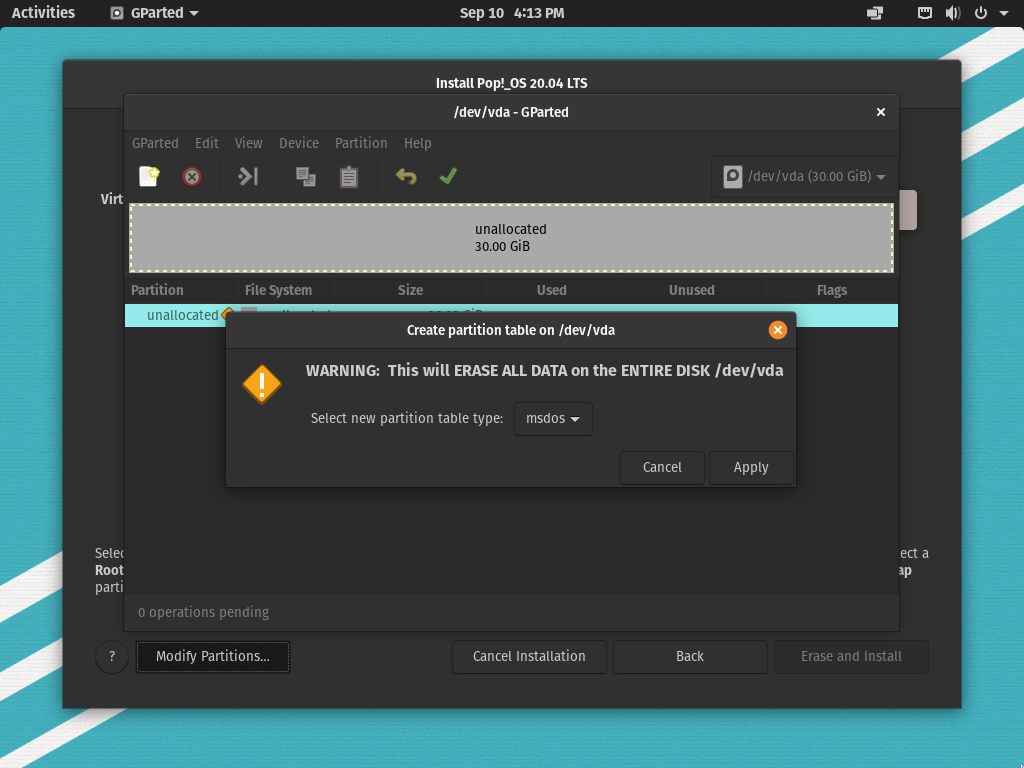 Activities GParted Sep 10 4:13 PM
Install Pop!_OS 20.04 LTS
/dev/vda - GParted
GParted Edit View Device Partition Help
/dev/vda (30.00 GiB)
Virt
unallocated
30.00 GiB
Partition File System Size Used Unused Flags
unallocated
Create partition table on /dev/vda
WARNING: This will ERASE ALL DATA on the ENTIRE DISK /dev/vda
Select new partition table type: msdos
Cancel Apply
Selec
ect a
Root
ap
parti
0 operations pending
? Modify Partitions... Cancel Installation Back Erase and Install